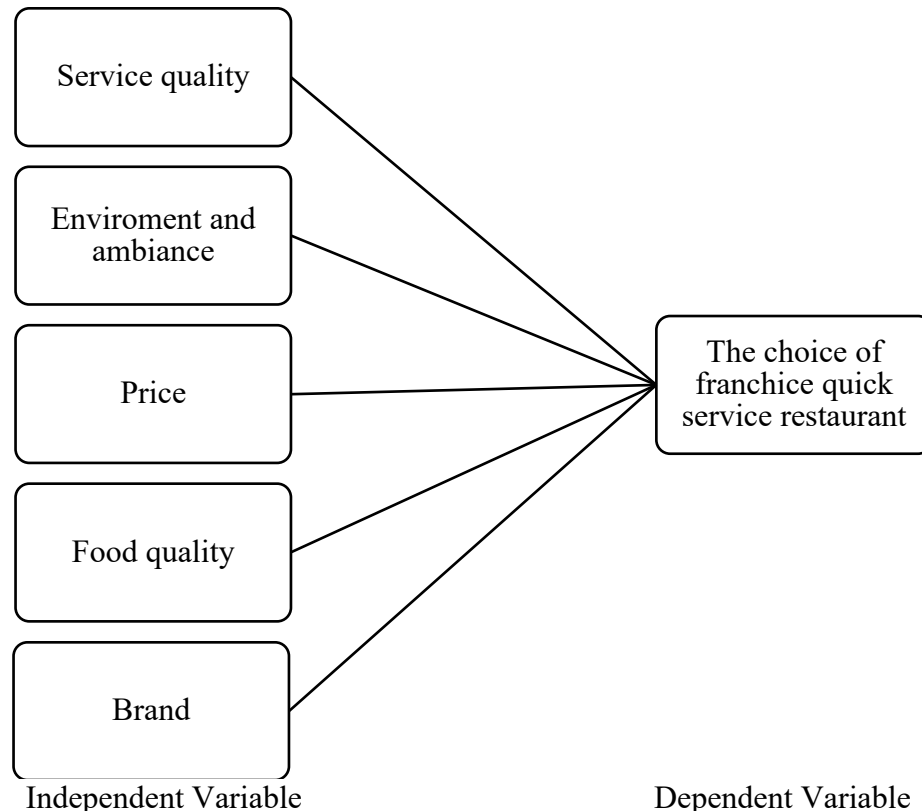 Service quality
Enviroment and
ambiance
Price
Food quality
Brand
The choice of
franchice quick
service restaurant
Independent Variable
Dependent Variable